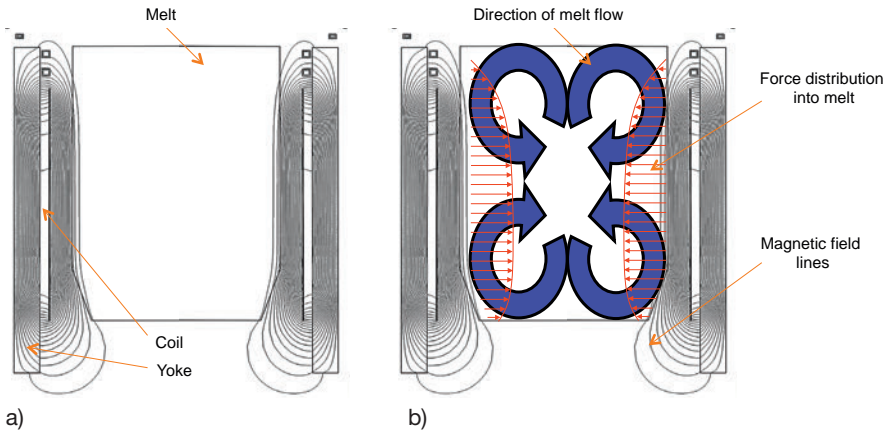 Melt
Coil
Yoke
a)
Direction of melt flow
Force distribution
into melt
Magnetic field
lines
b)